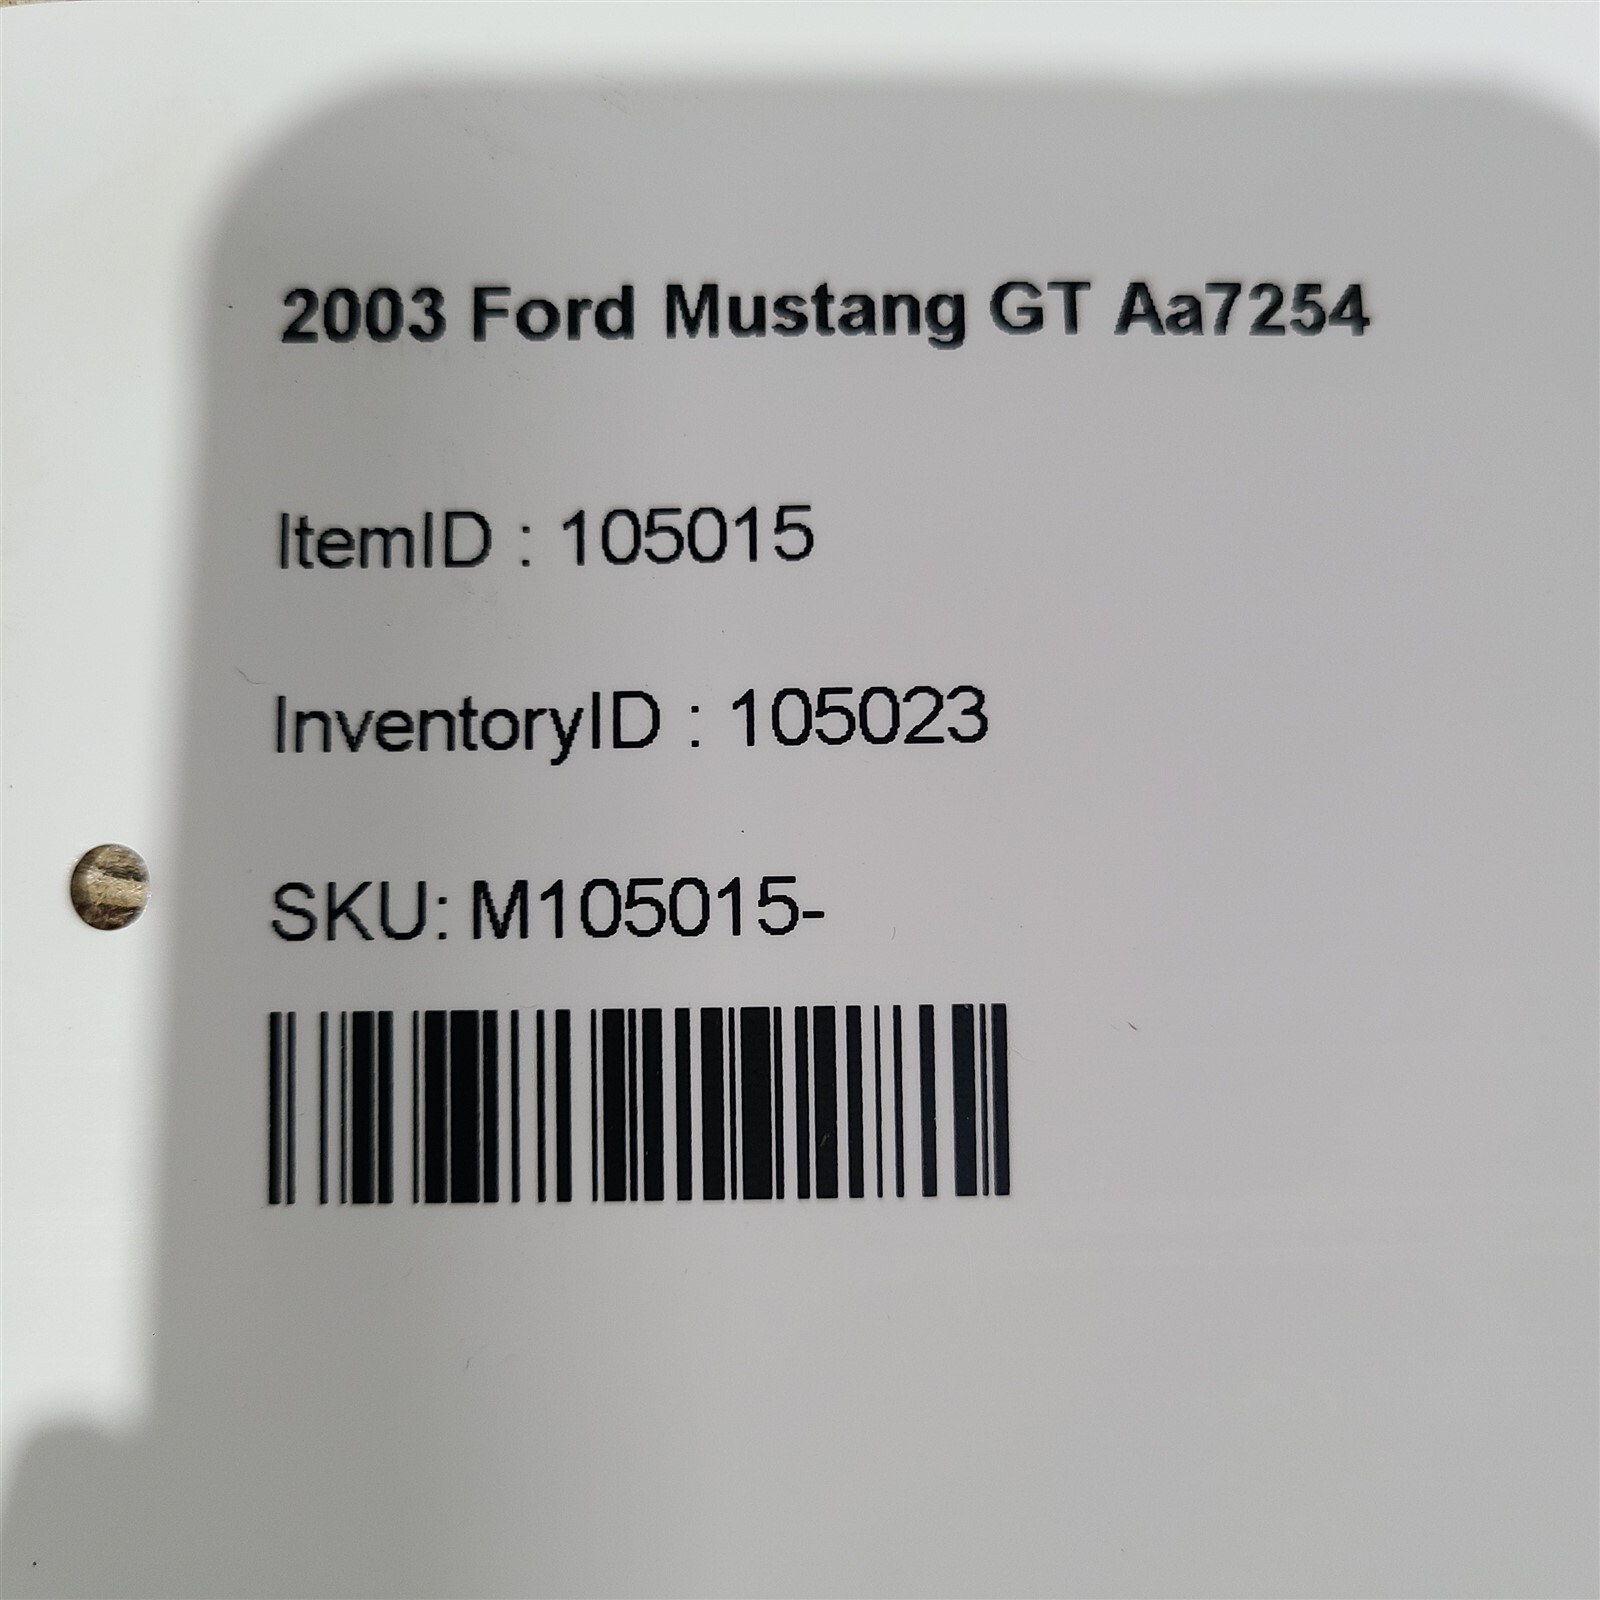 2003 Ford Mustang GT Aa7254
ItemID : 105015
InventoryID : 105023
SKU: M105015-